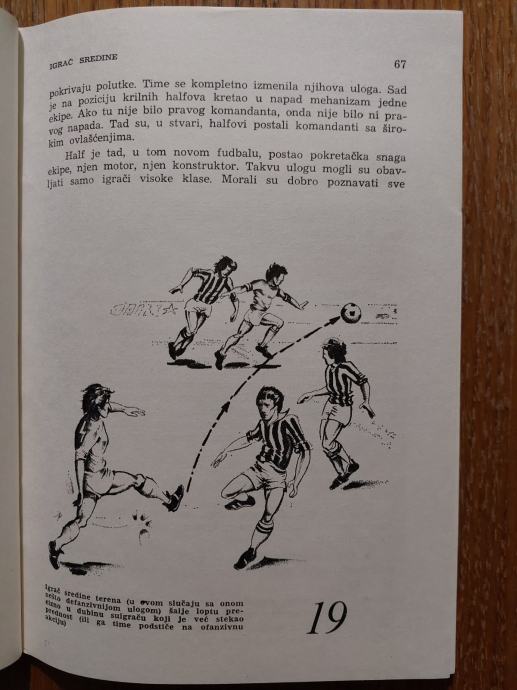 IGRAČ SREDINE
67
pokrivaju polutke. Time se kompletno izmenila njihova uloga. Sad
je na poziciju krilnih halfova kretao u napad mehanizam jedne
ekipe. Ako tu nije bilo pravog komandanta, onda nije bilo ni pra-
vog napada. Tad su, u stvari, halfovi postali komandanti sa širo-
kim ovlašćenjima.
Half je tad, u tom novom fudbalu, postao pokretačka snaga
ekipe, njen motor, njen konstruktor. Takvu ulogu mogli su obav-
ljati samo igrači visoke klase. Morali su dobro poznavati sve
Igrač sredine terena (u ovom slučaju sa onom
nešto defanzivnijom ulogom) šalje loptu pre-
cizno u dubinu suigraču koji je već stekao
prednost (ili ga time podstiče na ofanzivnu
akciju)
19